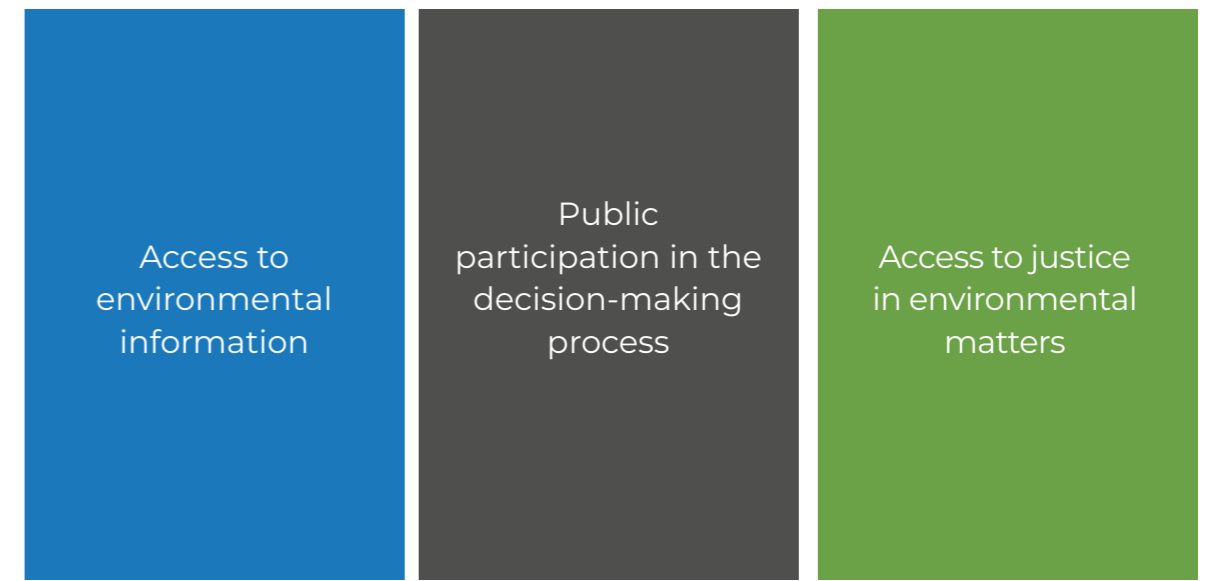 Access to
environmental
information
Public
participation in the
decision-making
process
Access to justice
in environmental
matters